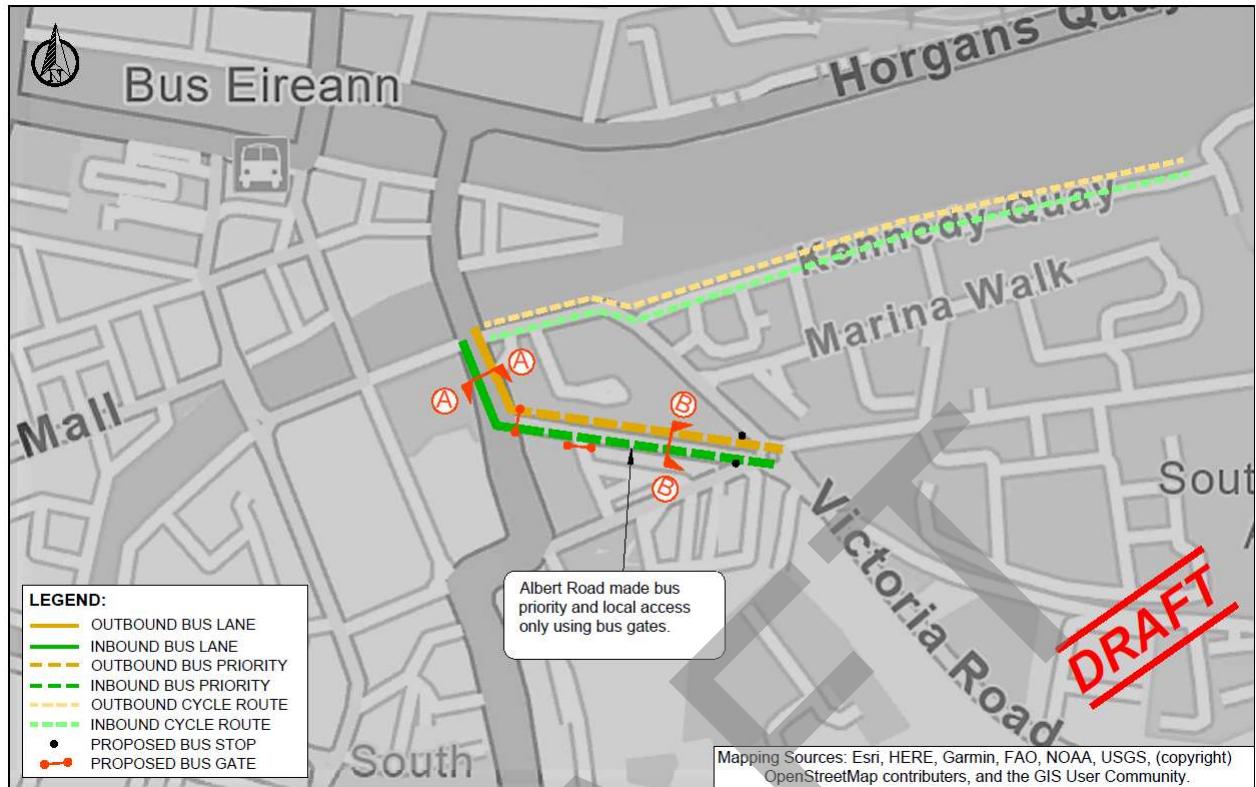 N
Bus Eireann
Horgans Quay
Kennedy Quay
Marina Walk
Mall
A
A
B
B
South
Victoria Road
Albert Road made bus
priority and local access
only using bus gates.
South
LEGEND:
OUTBOUND BUS LANE
INBOUND BUS LANE
OUTBOUND BUS PRIORITY
INBOUND BUS PRIORITY
OUTBOUND CYCLE ROUTE
INBOUND CYCLE ROUTE
PROPOSED BUS STOP
PROPOSED BUS GATE
DRAFT
Mapping Sources: Esri, HERE, Garmin, FAO, NOAA, USGS, (copyright)
OpenStreetMap contributers, and the GIS User Community.